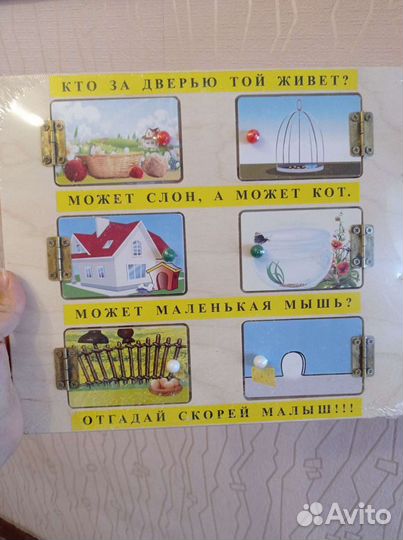 КТО ЗА ДВЕРЬЮ ТОЙ ЖИВЕТ?
МОЖЕТ СЛОН, А МОЖЕТ КОТ.
МОЖЕТ МАЛЕНЬКАЯ МЫШЬ?
ОТГАДАЙ СКОРЕЙ МАЛЫШ!!!
Avito